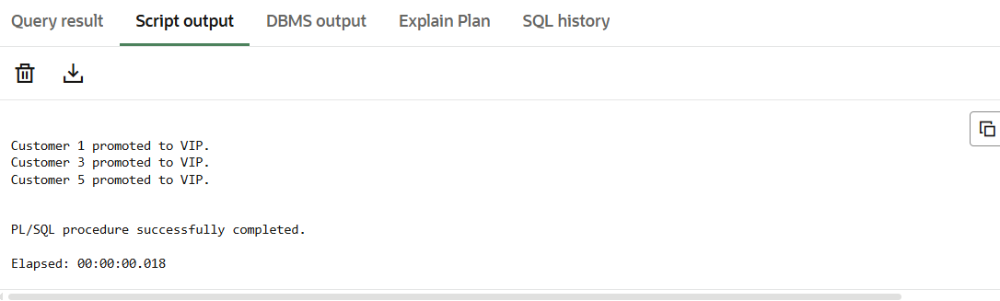 Query result Script output DBMS output Explain Plan SQL history
Customer 1 promoted to VIP.
Customer 3 promoted to VIP.
Customer 5 promoted to VIP.
PL/SQL procedure successfully completed.
Elapsed: 00:00:00.018